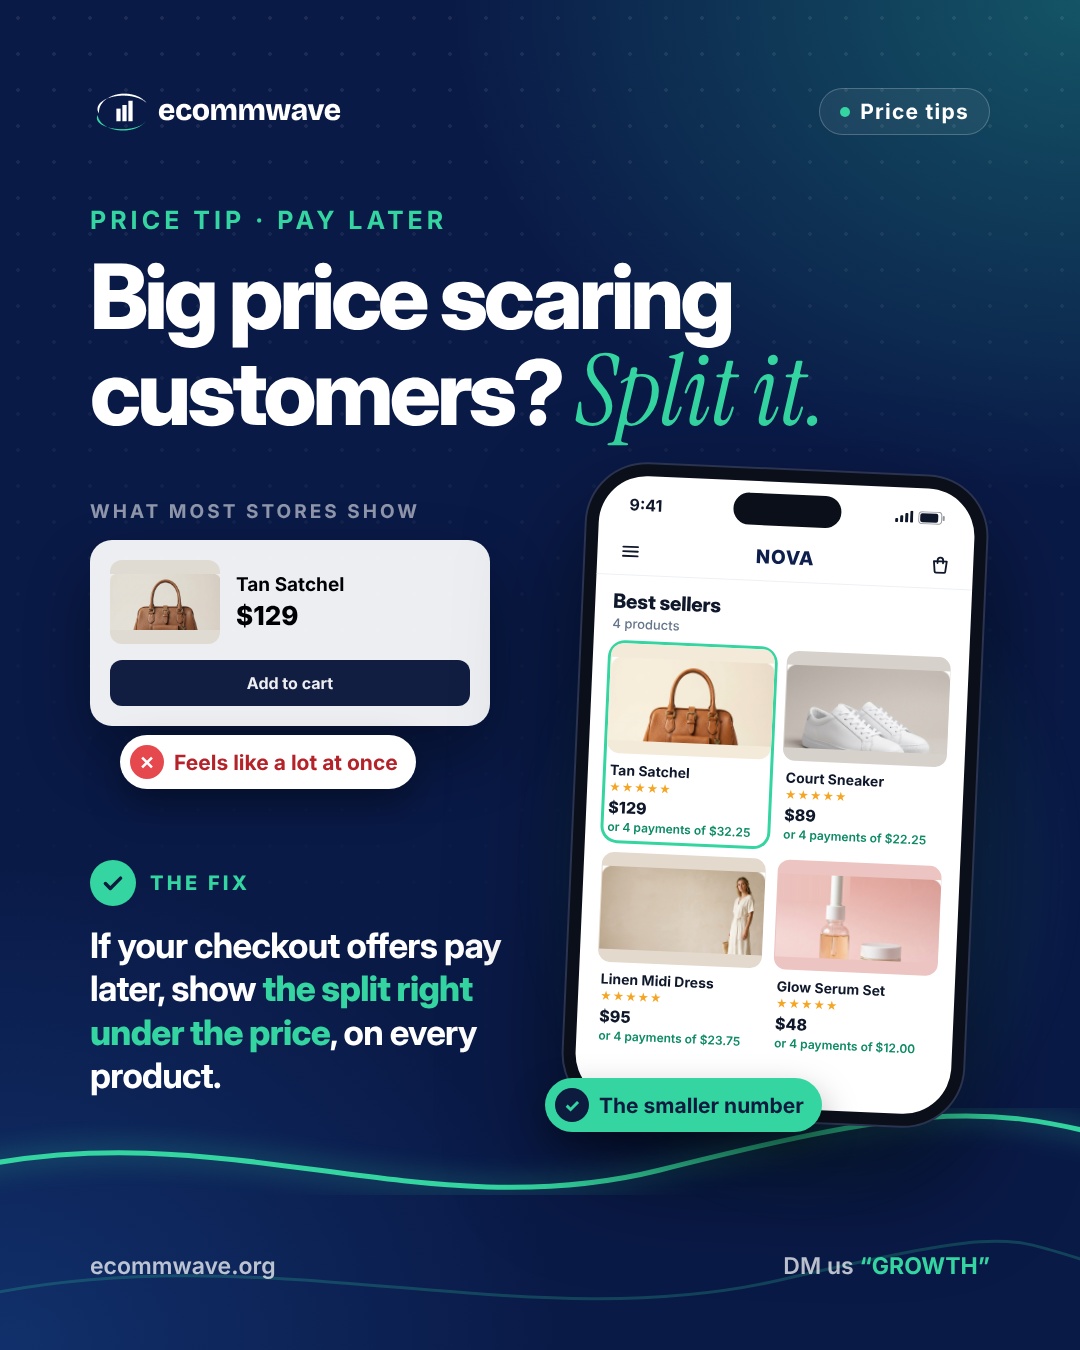 ecommwave
Price tips
PRICE TIP · PAY LATER
Big price scaring
customers? Split it.
WHAT MOST STORES SHOW
Tan Satchel
$129
Add to cart
Feels like a lot at once
THE FIX
If your checkout offers pay
later, show the split right
under the price, on every
product.
9:41
NOVA
Best sellers
4 products
Tan Satchel
★★★★★
$129
or 4 payments of $32.25
Court Sneaker
★★★★★
$89
or 4 payments of $22.25
Linen Midi Dress
★★★★★
$95
or 4 payments of $23.75
Glow Serum Set
★★★★★
$48
or 4 payments of $12.00
The smaller number
ecommwave.org
DM us “GROWTH”